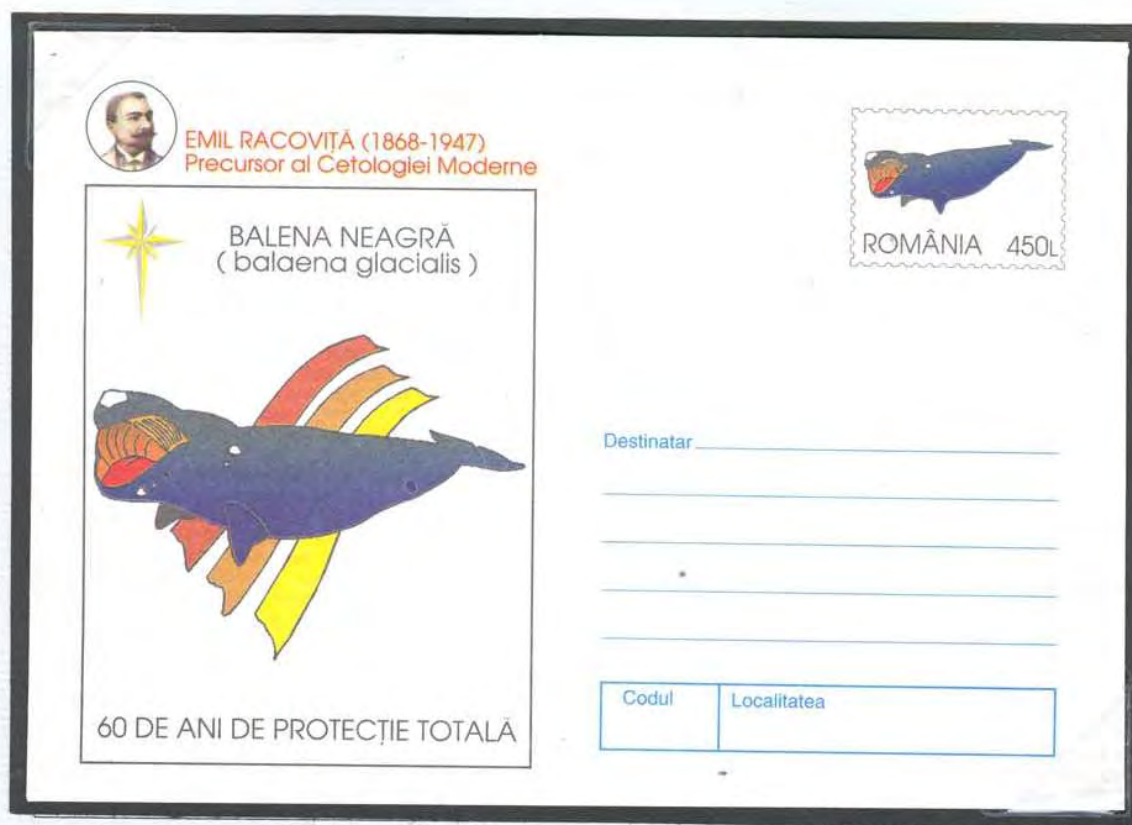 EMIL RACOVIȚĂ (1868-1947)
Precursor al Cetologiei Moderne
BALENA NEAGRĂ
( balaena glacialis )
60 DE ANI DE PROTECȚIE TOTALĂ
ROMÂNIA 450L
Destinatar
Codul
Localitatea